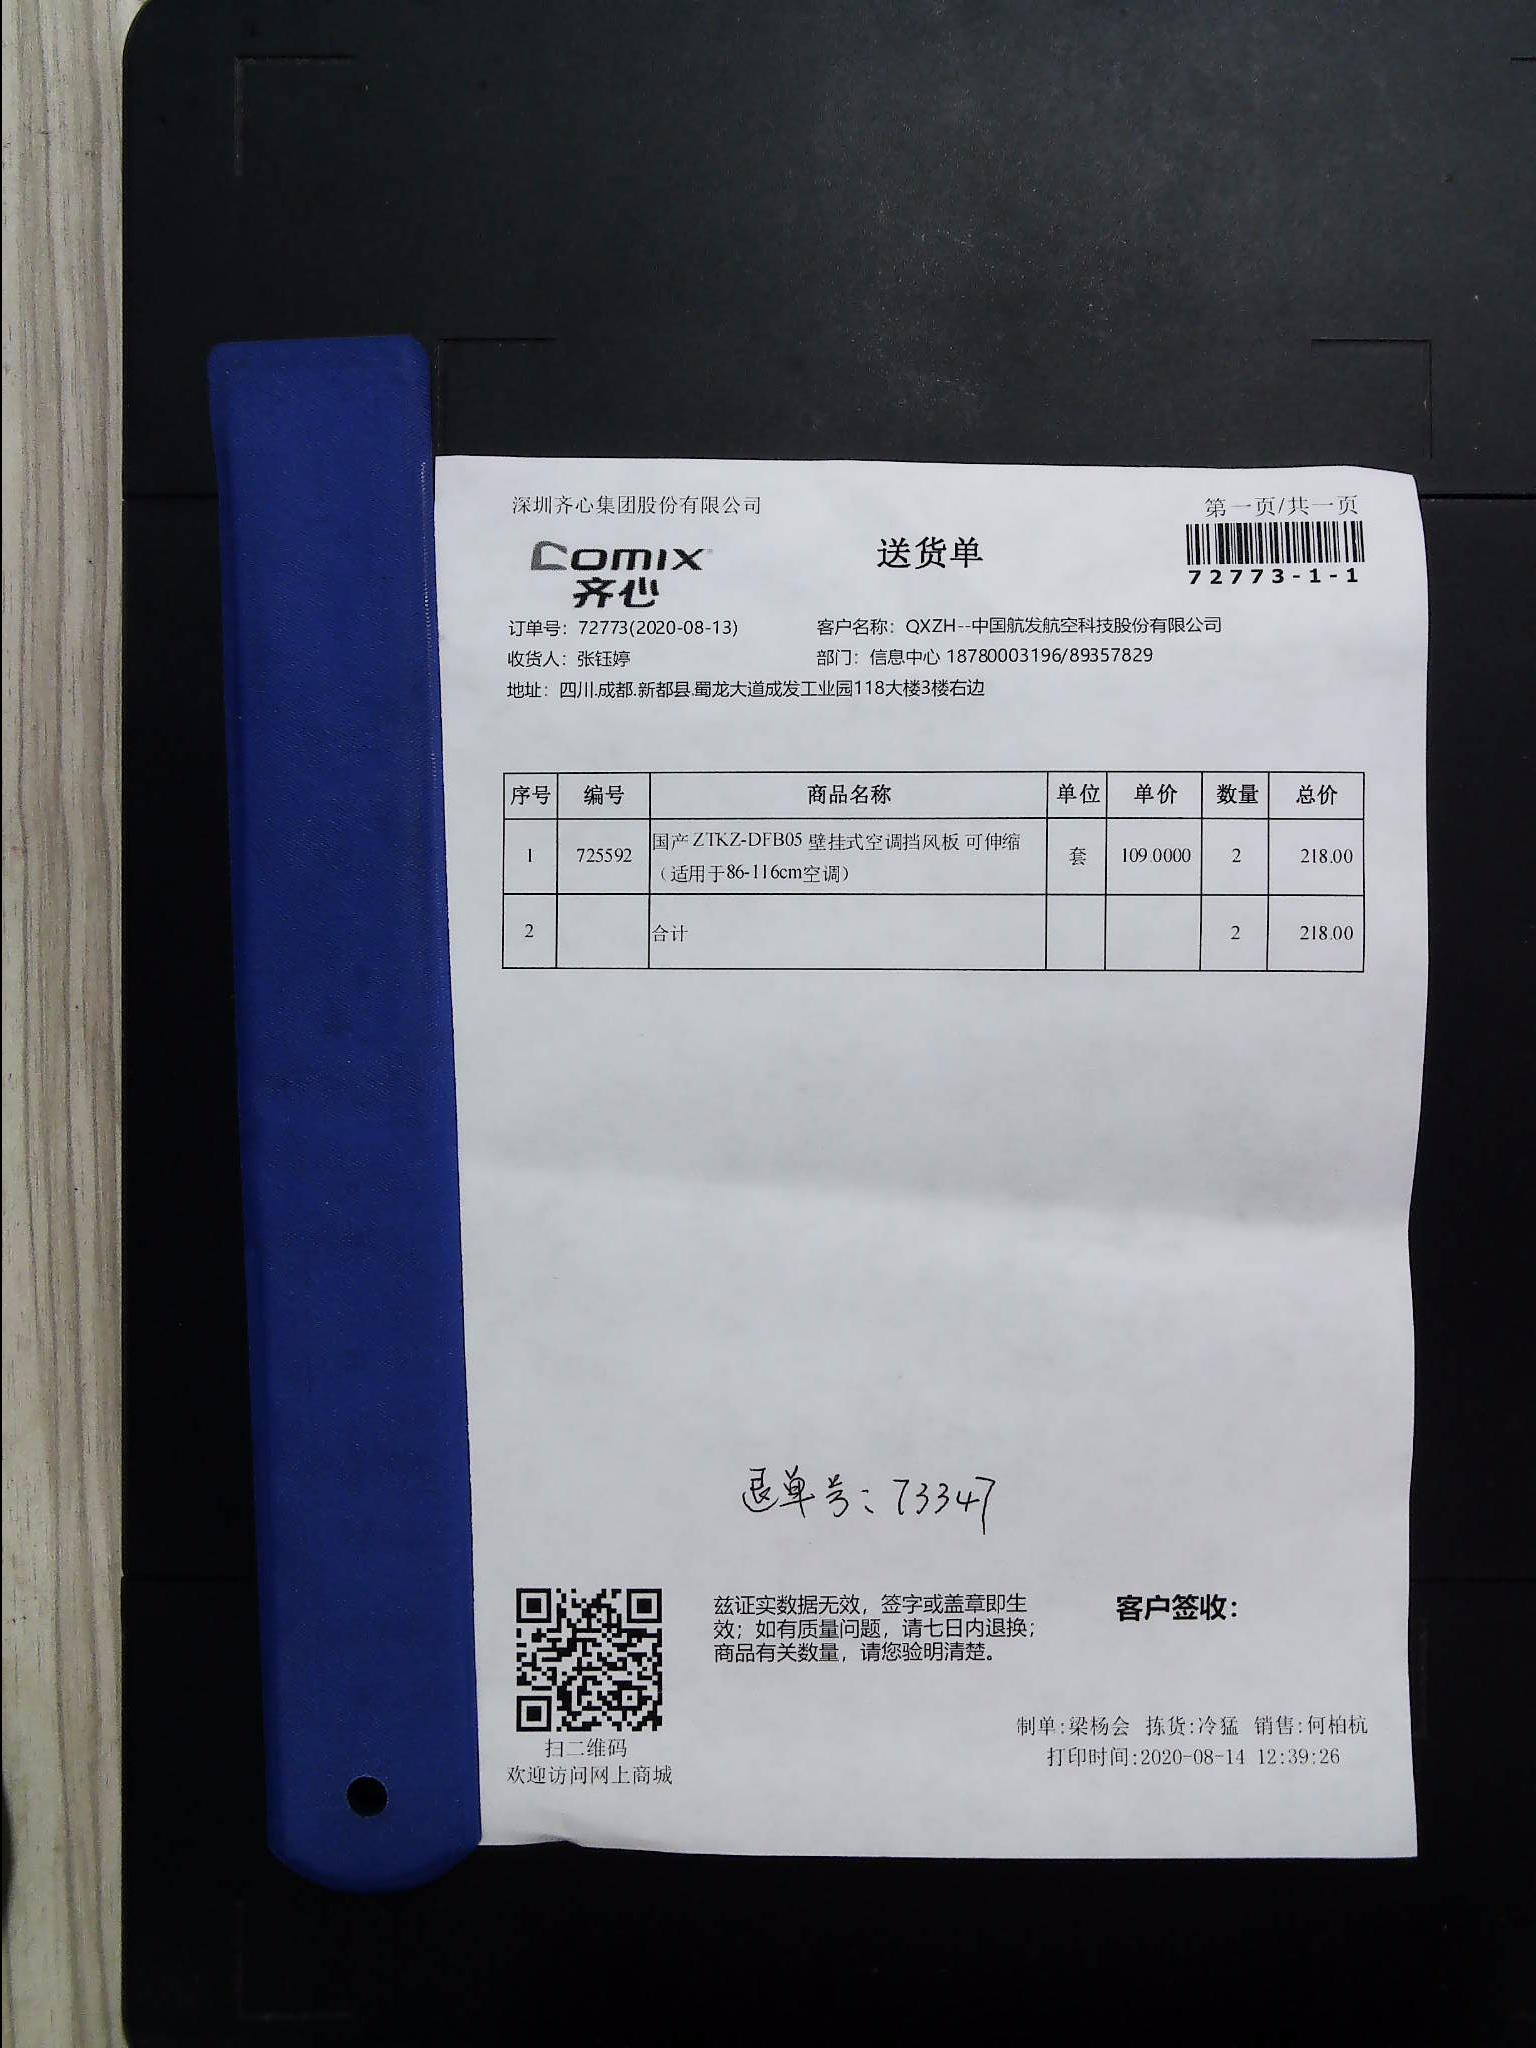 深圳齐心集团股份有限公司
第一页/共一页
COMIX
齐心
送货单
72773-1-1
订单号：72773(2020-08-13)
客户名称：QXZH--中国航发航空科技股份有限公司
收货人：张钰婷
部门：信息中心 18780003196/89357829
地址：四川.成都.新都县.蜀龙大道成发工业园118大楼3楼右边
序号 编号 商品名称 单位 单价 数量 总价
1 725592 国产 ZTKZ-DFB05 壁挂式空调挡风板 可伸缩 套 109.0000 2 218.00
（适用于86-116cm空调）
2 合计 2 218.00
退单号：73347
兹证实数据无效，签字或盖章即生
效；如有质量问题，请七日内退换；
商品有关数量，请您验明清楚。
客户签收：
扫二维码
欢迎访问网上商城
制单:梁杨会 拣货:冷猛 销售:何柏杭
打印时间:2020-08-14 12:39:26